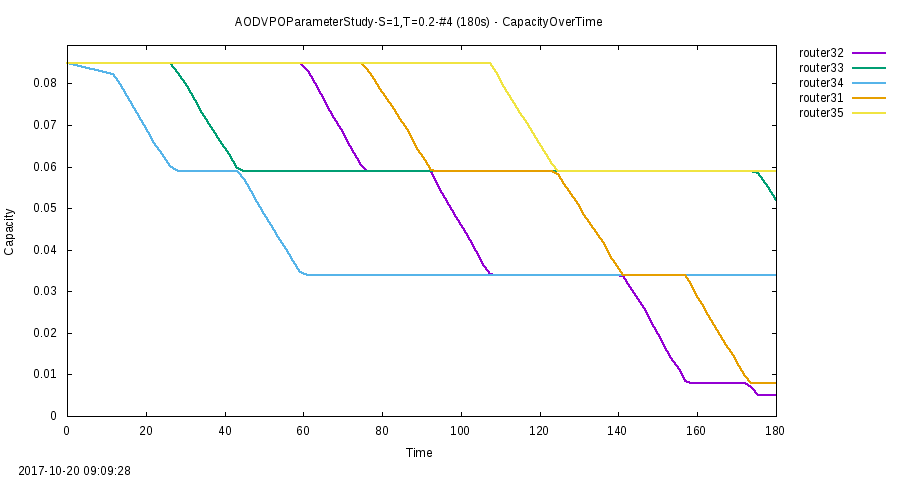 AODVPOParameterStudy-S=1,T=0.2-#4 (180s) - CapacityOverTime
router32
router33
router34
router31
router35
0.08
0.07
0.06
0.05
0.04
0.03
0.02
0.01
0
Capacity
0 20 40 60 80 100 120 140 160 180
Time
2017-10-20 09:09:28